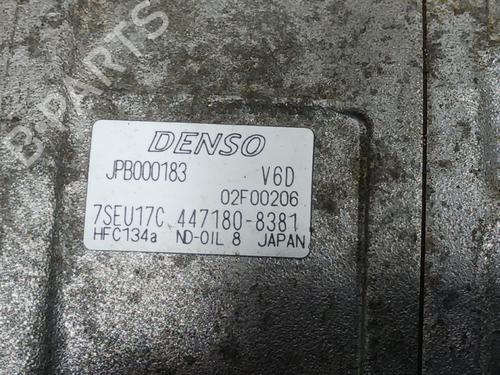 B-PARTS
DENSO
JPB000183 V6D
02F00206
7SEU17C 447180-8381
HFC134a ND-OIL 8 JAPAN